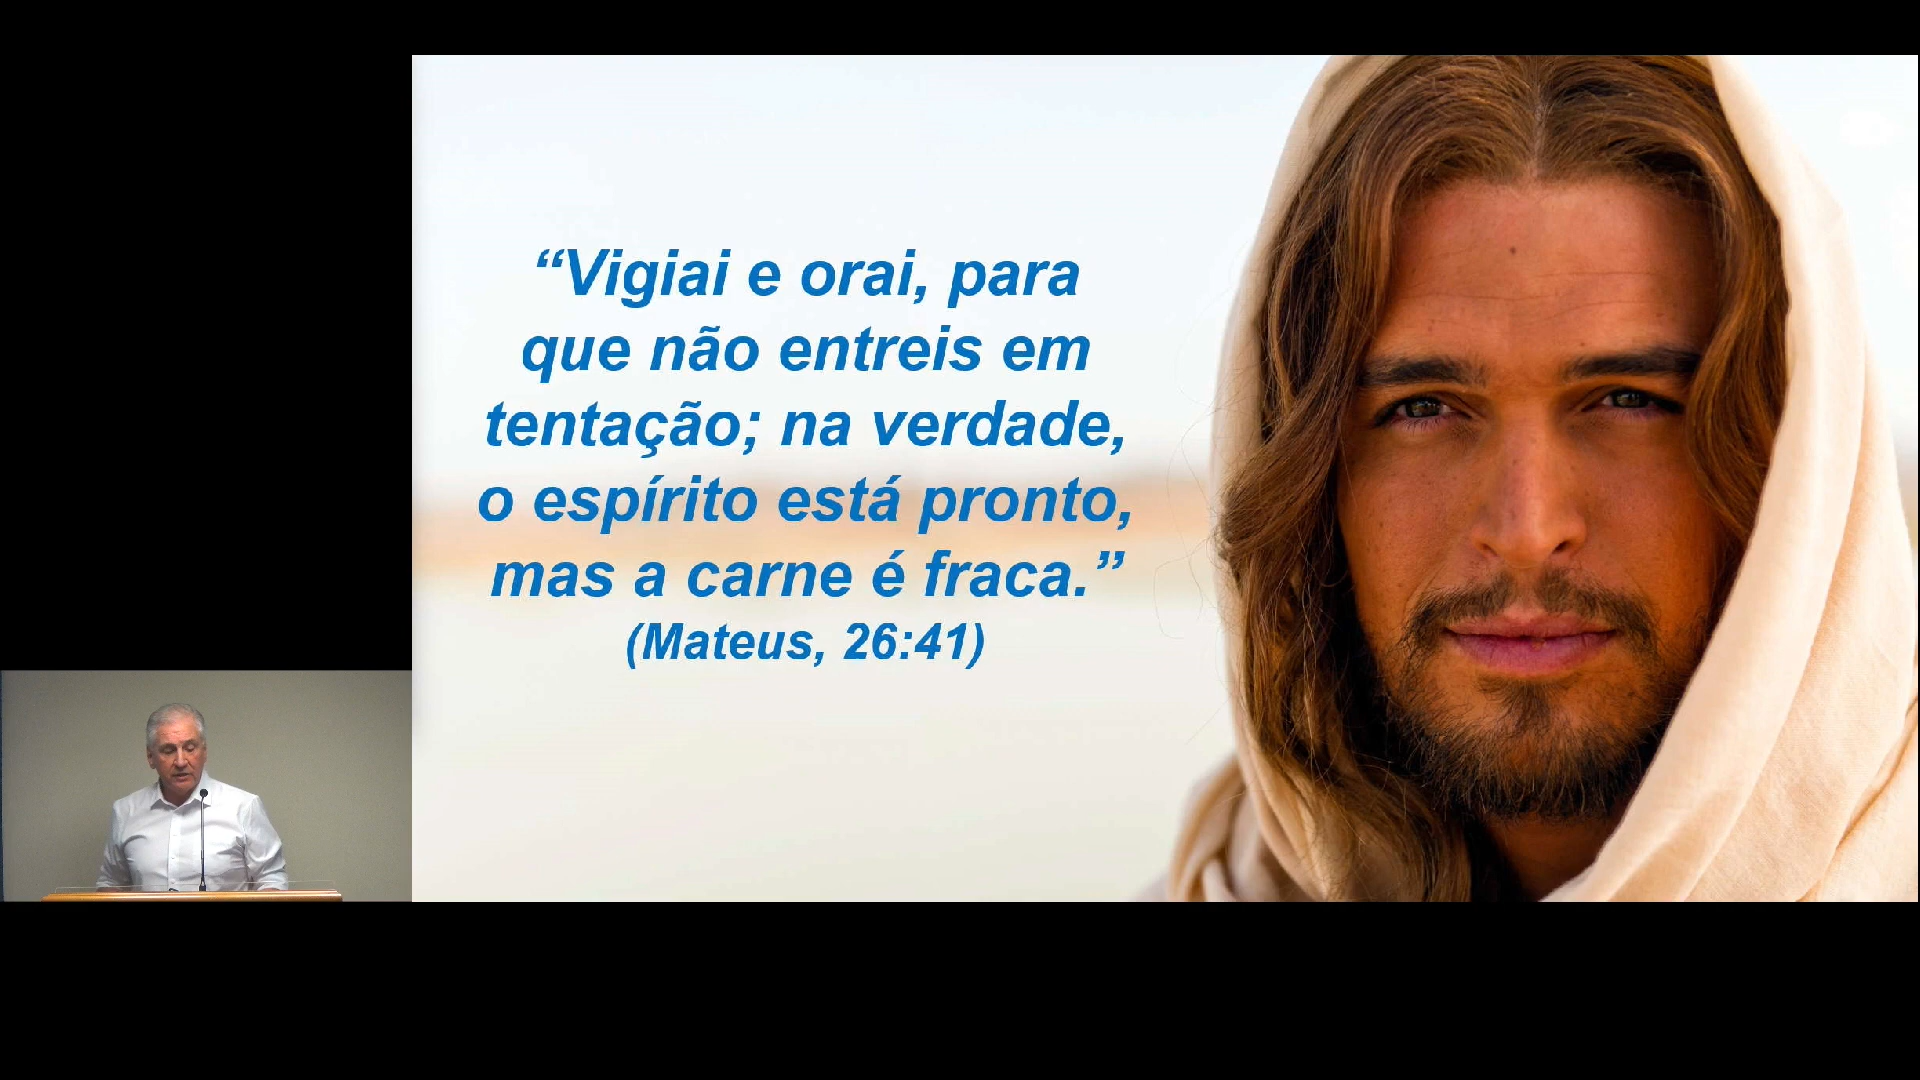 “Vigiai e orai, para
que não entreis em
tentação; na verdade,
o espírito está pronto,
mas a carne é fraca.”
(Mateus, 26:41)